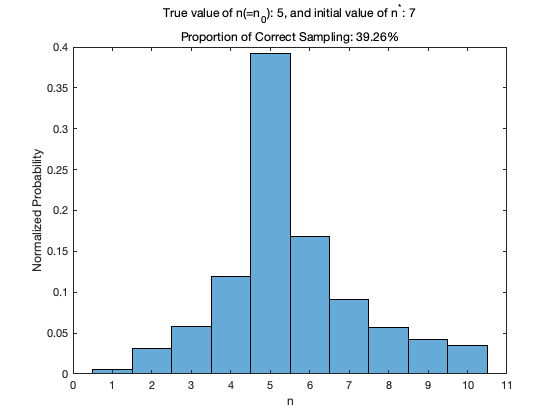 True value of n(=n₀): 5, and initial value of n*: 7
Proportion of Correct Sampling: 39.26%
0.4
0.35
0.3
0.25
0.2
0.15
0.1
0.05
0
Normalized Probability
0 1 2 3 4 5 6 7 8 9 10 11
n